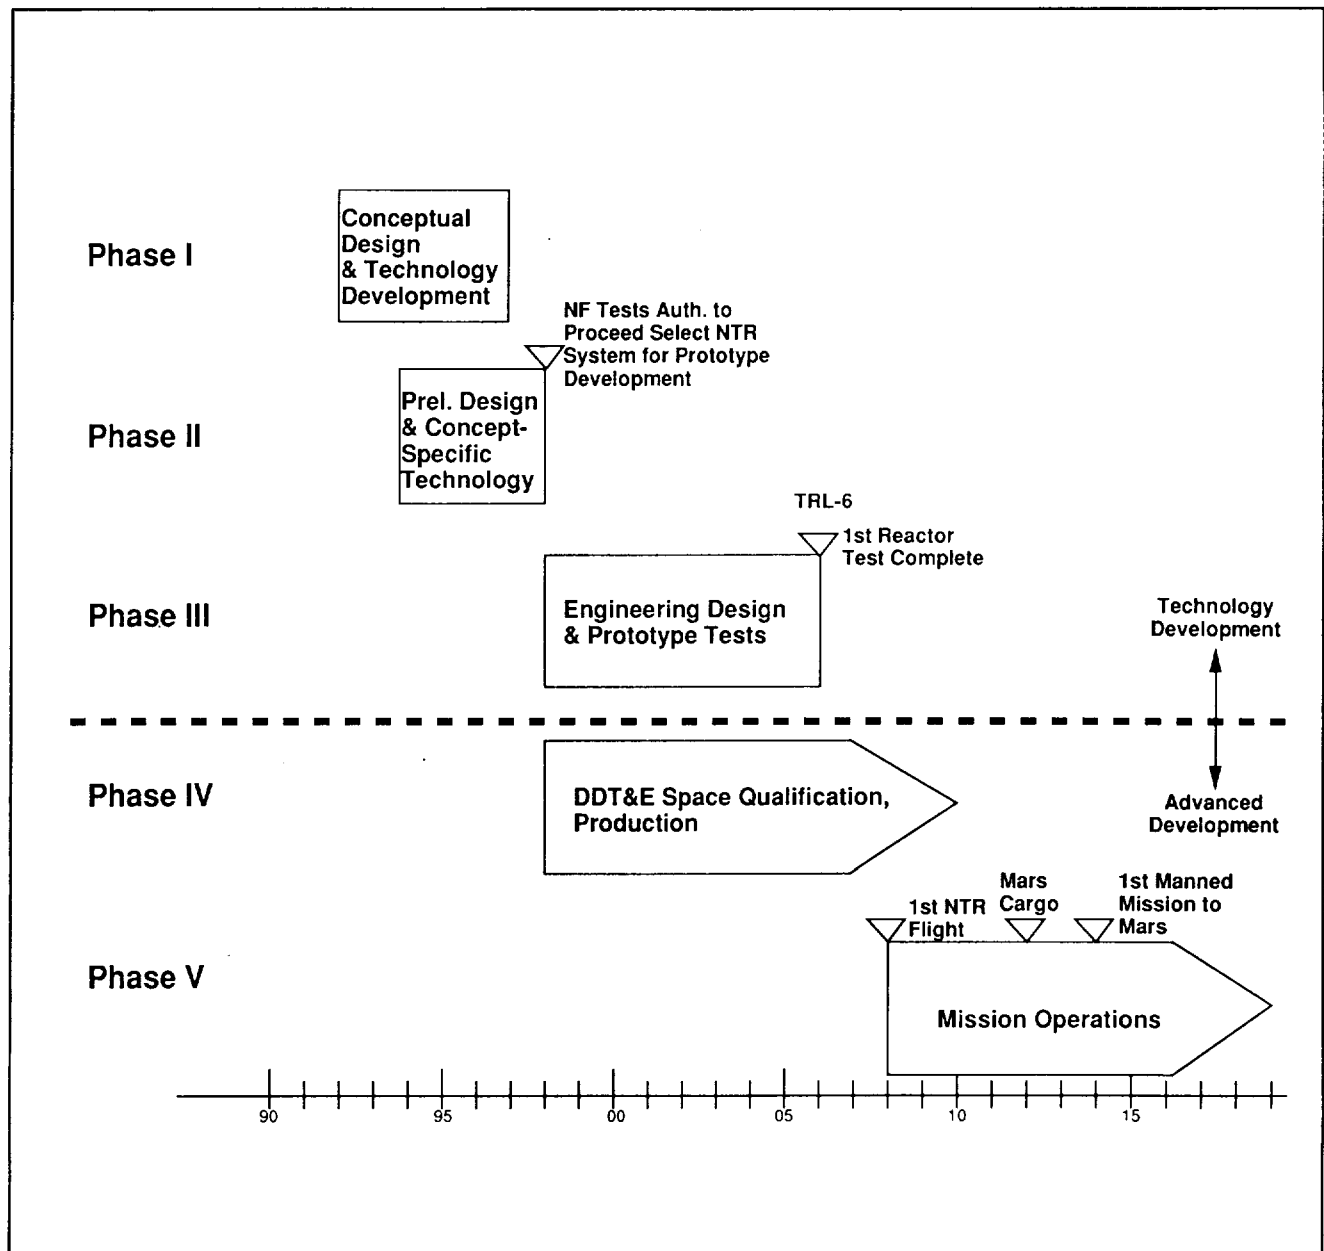 Phase I
Conceptual
Design
& Technology
Development
NF Tests Auth. to
Proceed Select NTR
System for Prototype
Development
Phase II
Prel. Design
& Concept-
Specific
Technology
TRL-6
1st Reactor
Test Complete
Phase III
Engineering Design
& Prototype Tests
Technology
Development
Phase IV
DDT&E Space Qualification,
Production
Advanced
Development
1st NTR
Flight
Mars
Cargo
1st Manned
Mission to
Mars
Phase V
Mission Operations
90 95 00 05 10 15